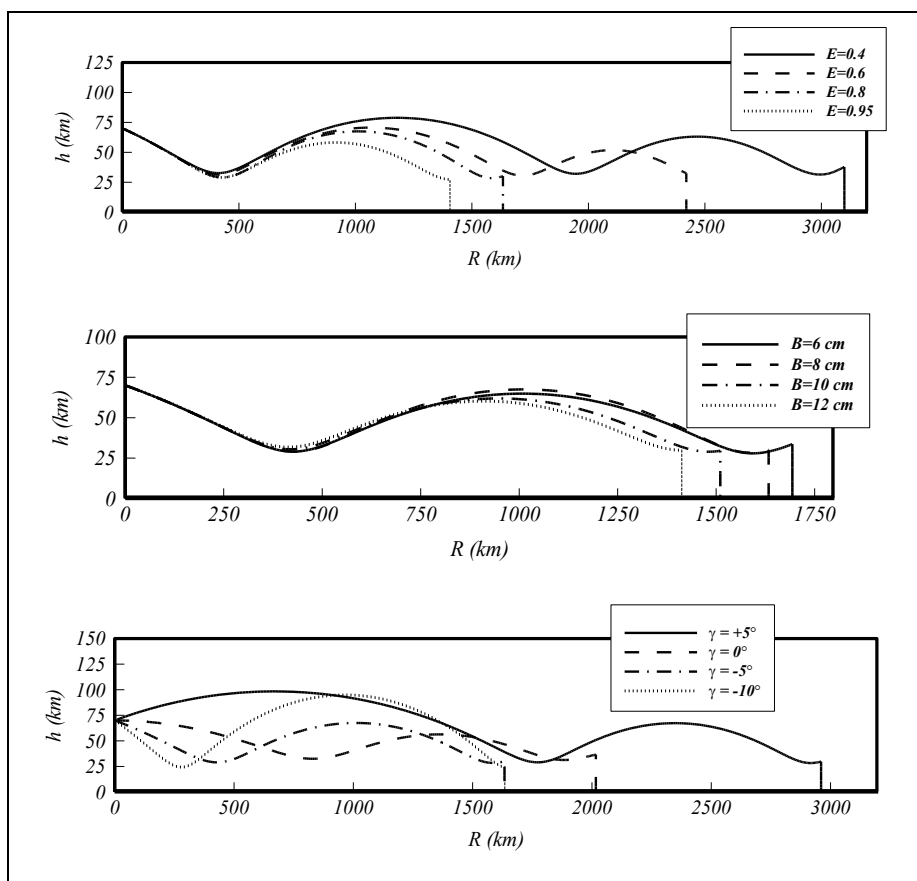 E=0.4
E=0.6
E=0.8
E=0.95
125
100
75
50
25
0
h (km)
0 500 1000 1500 2000 2500 3000
R (km)
B=6 cm
B=8 cm
B=10 cm
B=12 cm
100
75
50
25
0
h (km)
0 250 500 750 1000 1250 1500 1750
R (km)
γ = +5°
γ = 0°
γ = -5°
γ = -10°
150
125
100
75
50
25
0
h (km)
0 500 1000 1500 2000 2500 3000
R (km)